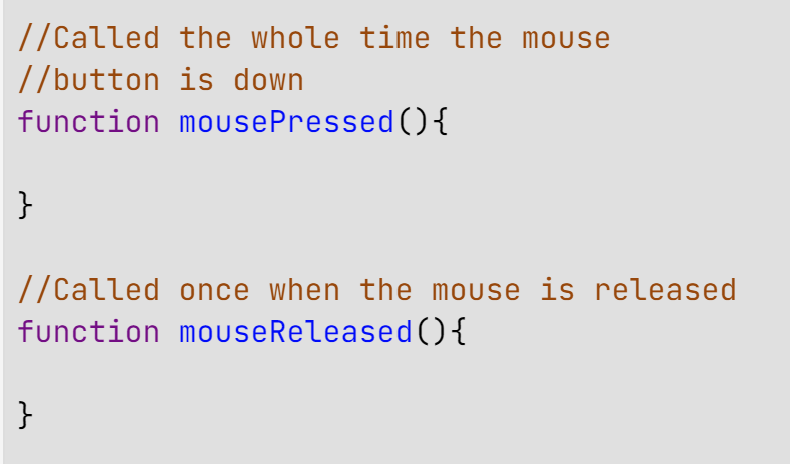 //Called the whole time the mouse
//button is down
function mousePressed(){
}
//Called once when the mouse is released
function mouseReleased(){
}